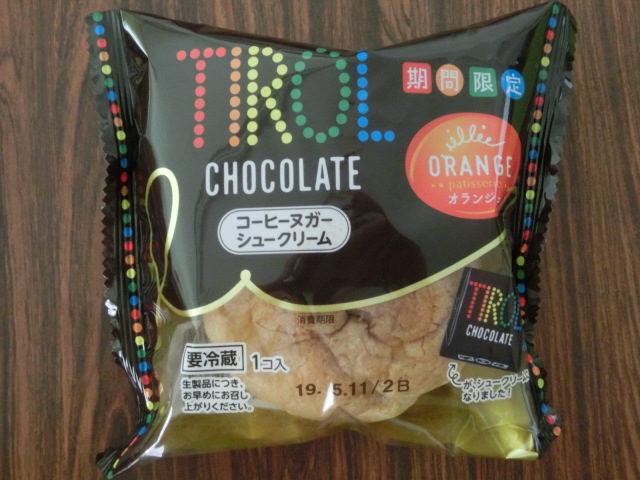 TIROL
CHOCOLATE
期間限定
ORANGE
patisserie
オランジェ
コーヒーヌガー
シュークリーム
消費期限
19. 5.11/2B
要冷蔵 1コ入
生製品につき、
お早めにお召し
上がりください。
TIROL
CHOCOLATE
が、シュークリームに
なりました!